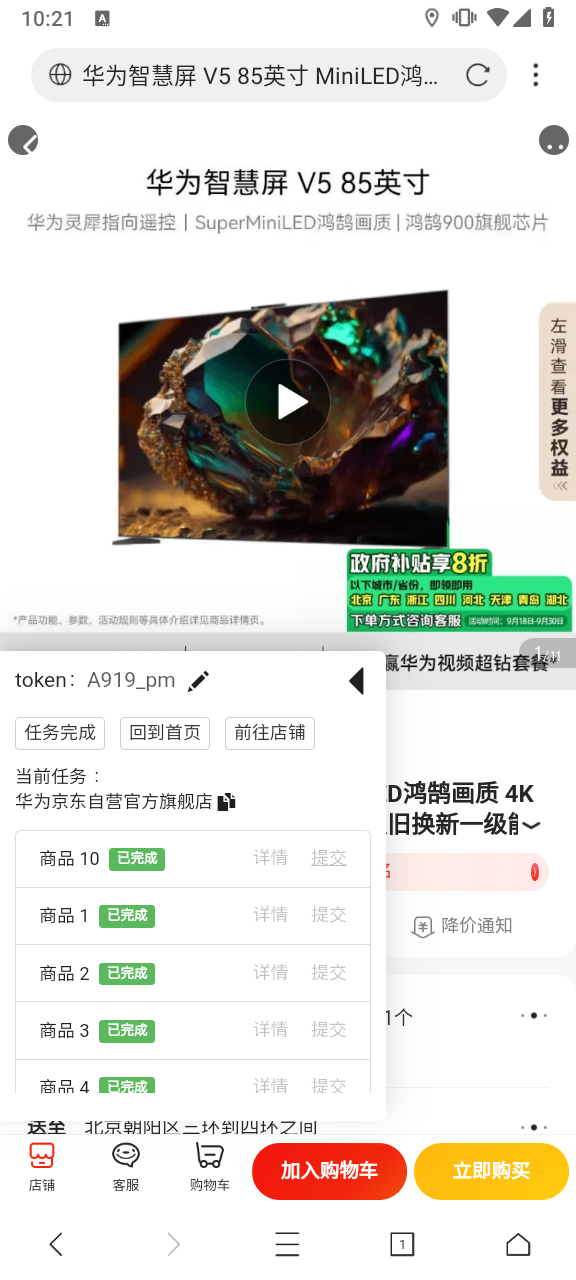 10:21
A
华为智慧屏 V5 85英寸 MiniLED鸿...
华为智慧屏 V5 85英寸
华为灵犀指向遥控 | SuperMiniLED鸿鹄画质 | 鸿鹄900旗舰芯片
左滑查看更多权益
政府补贴享8折
以下城市/省份，即领即用
北京 广东 浙江 四川 河北 天津 青岛 湖北
下单方式咨询客服 活动时间：9月18日-9月30日
*产品功能、参数、活动规则等具体介绍详见商品详情页。
赢华为视频超钻套餐*
1/11
token： A919_pm
任务完成 回到首页 前往店铺
当前任务：
华为京东自营官方旗舰店
ED鸿鹄画质 4K
旧换新一级能
商品 10 已完成 详情 提交
商品 1 已完成 详情 提交
降价通知
商品 2 已完成 详情 提交
商品 3 已完成 详情 提交
1个
商品 4 已完成 详情 提交
送至 北京朝阳区三环到四环之间
店铺 客服 购物车 加入购物车 立即购买
1